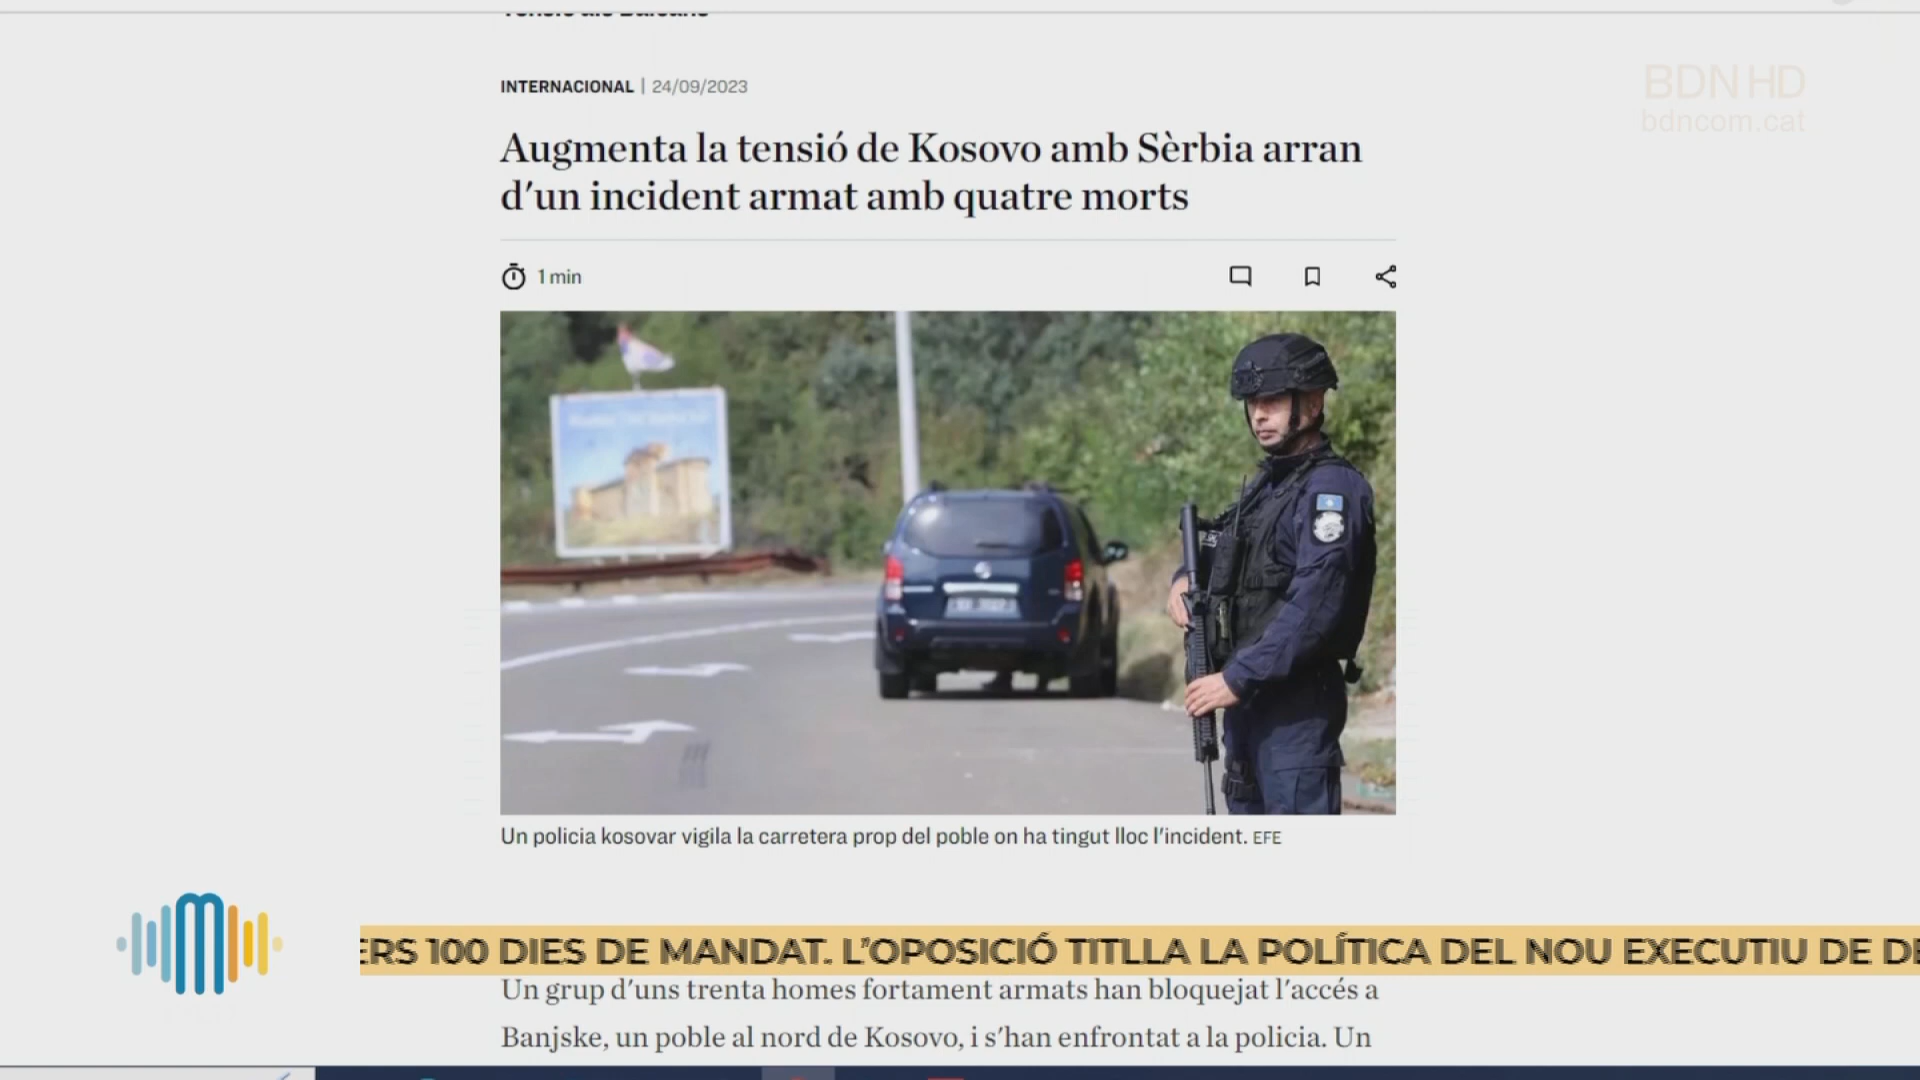 BDN HD
bdncom.cat
INTERNACIONAL | 24/09/2023
Augmenta la tensió de Kosovo amb Sèrbia arran
d'un incident armat amb quatre morts
1 min
Un policia kosovar vigila la carretera prop del poble on ha tingut lloc l'incident. EFE
100 DIES DE MANDAT. L'OPOSICIÓ TITLLA LA POLÍTICA DEL NOU EXECUTIU DE
Un grup d'uns trenta homes fortament armats han bloquejat l'accés a
Banjske, un poble al nord de Kosovo, i s'han enfrontat a la policia. Un